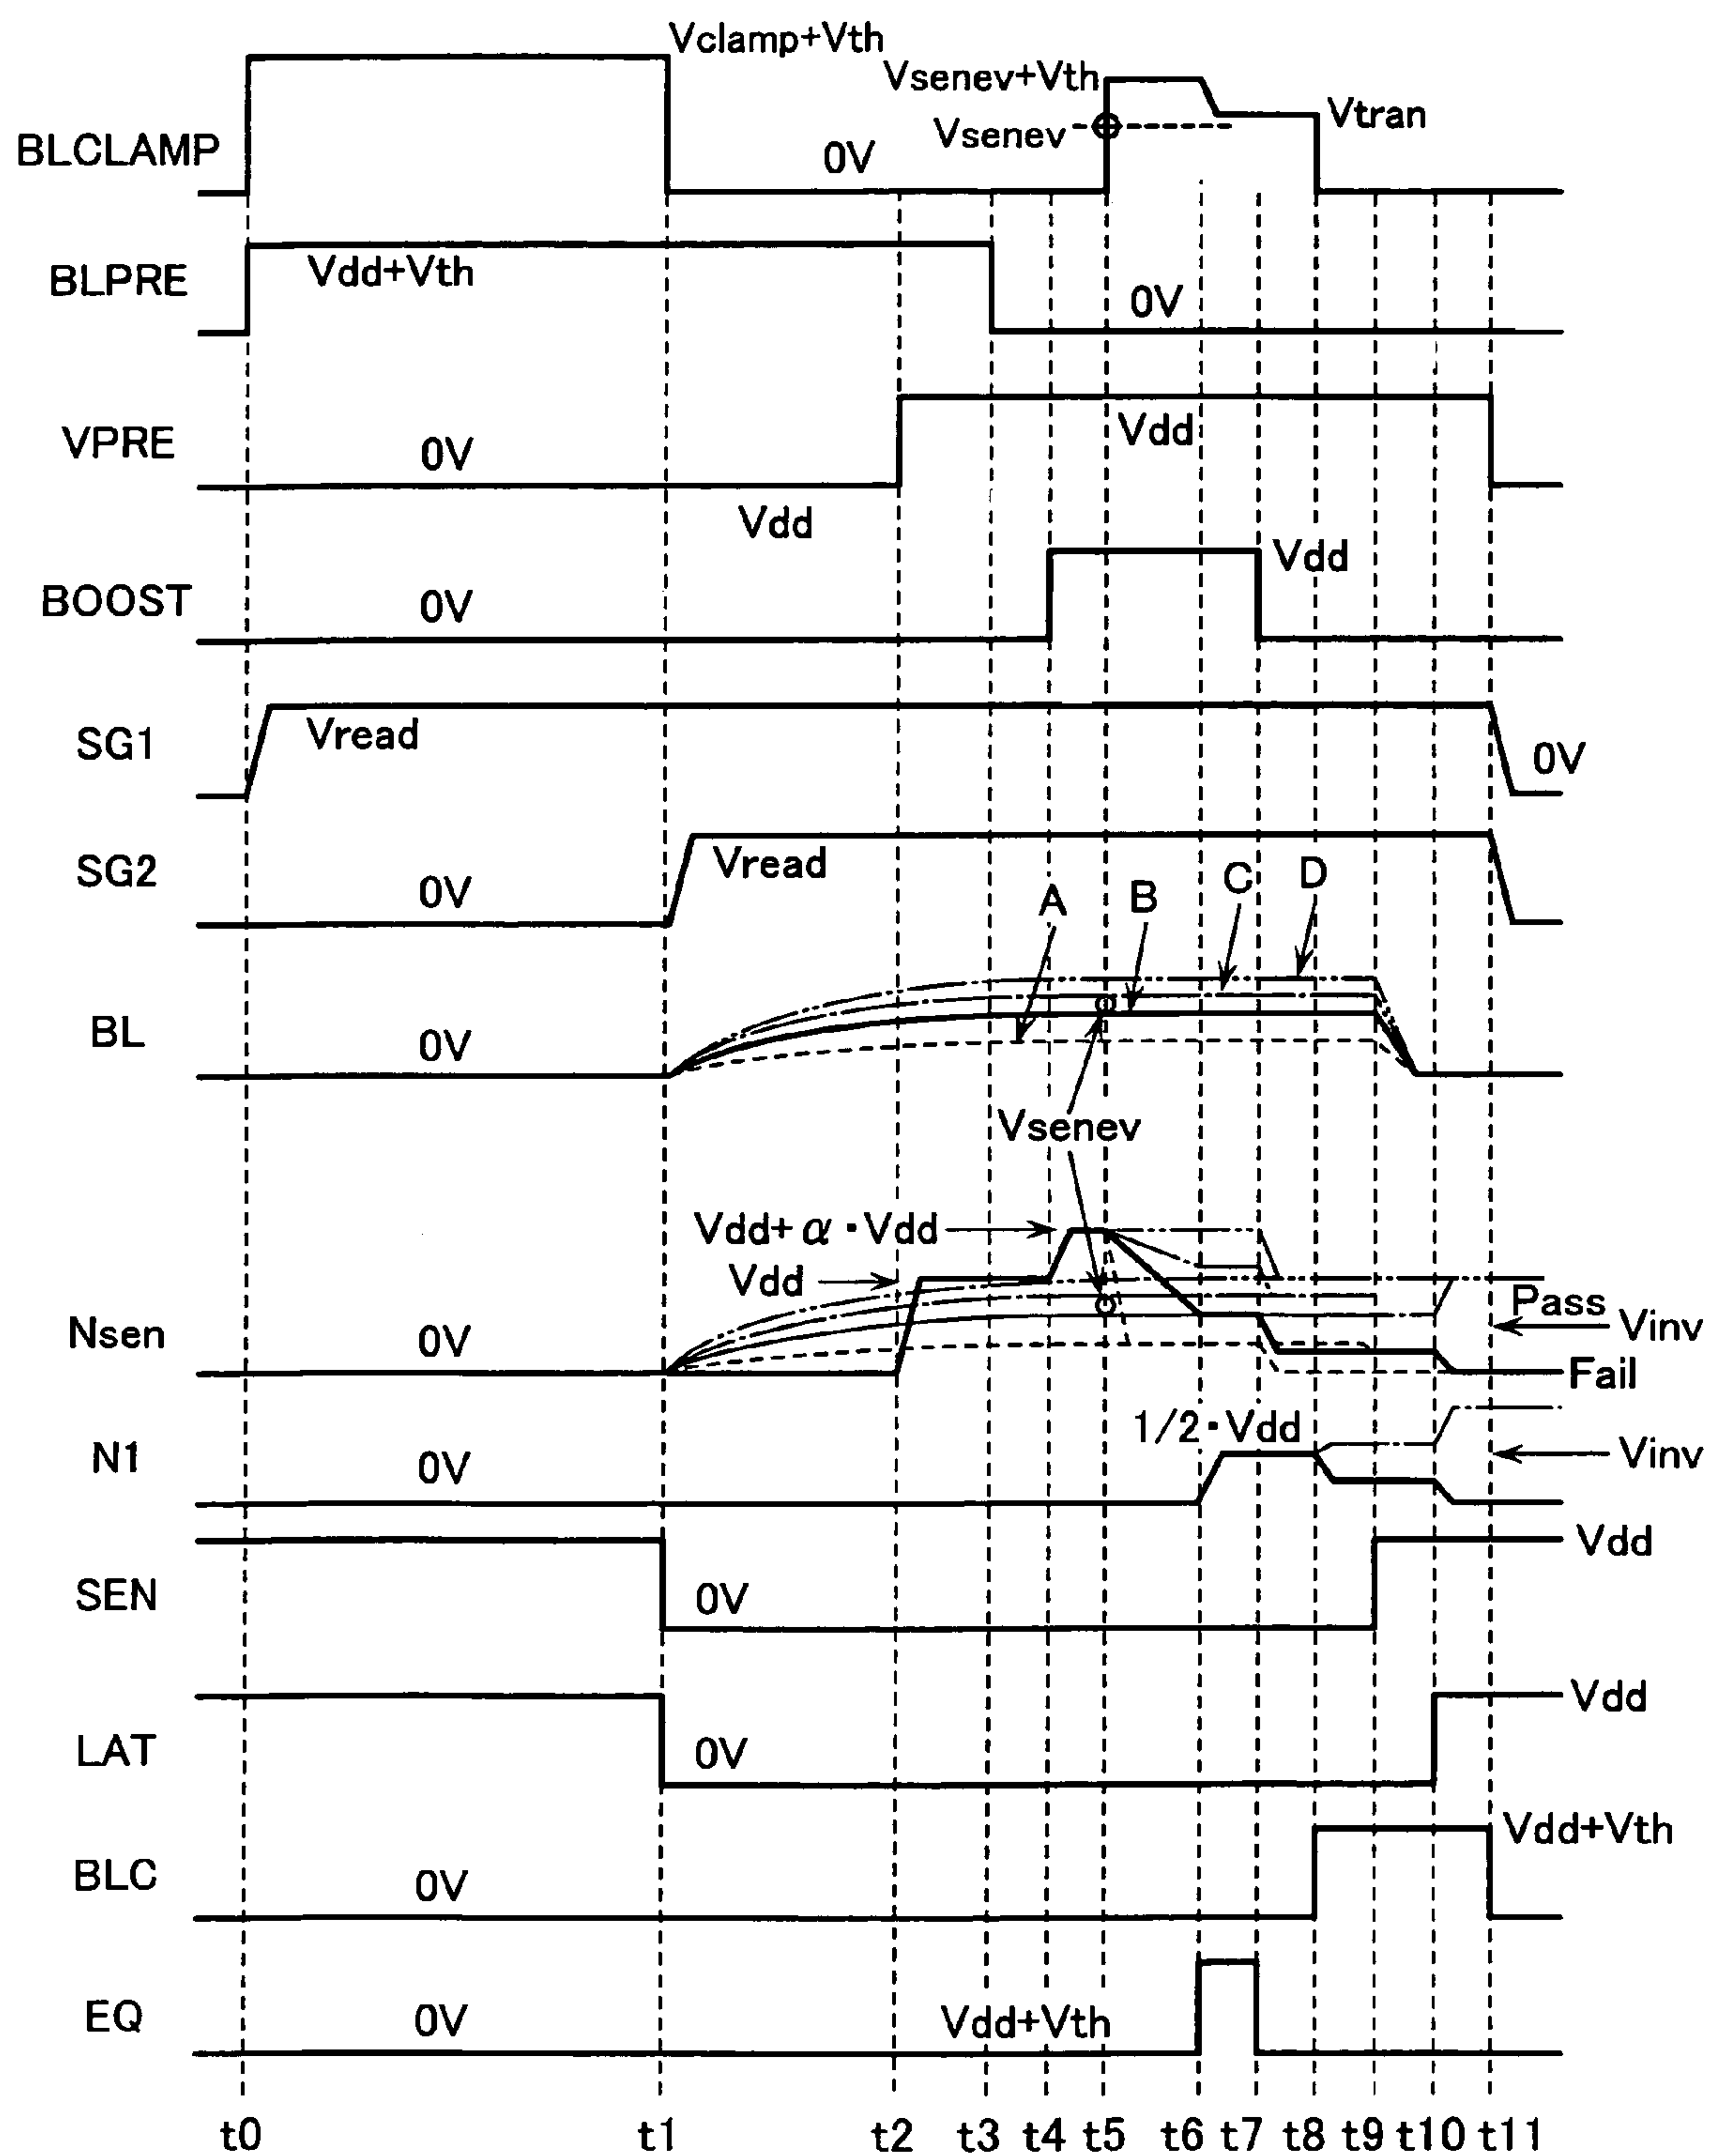 Vclamp+Vth
Vsenev+Vth
Vsenev
Vtran
BLCLAMP
0V
BLPRE
Vdd+Vth
0V
VPRE
0V
Vdd
Vdd
BOOST
0V
Vdd
SG1
Vread
0V
SG2
0V
Vread
A
B
C
D
BL
0V
Vsenev
Vdd+α・Vdd
Vdd
Nsen
0V
Pass
Vinv
Fail
N1
0V
1/2・Vdd
Vinv
SEN
0V
Vdd
LAT
0V
Vdd
BLC
0V
Vdd+Vth
EQ
0V
Vdd+Vth
t0 t1 t2 t3 t4 t5 t6 t7 t8 t9 t10 t11